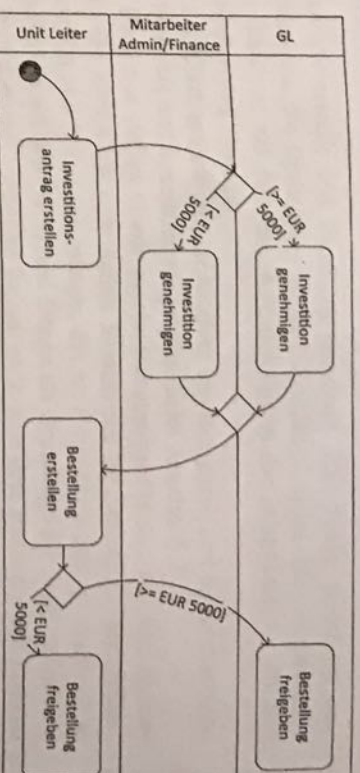 Unit Leiter
Mitarbeiter
Admin/Finance
GL
Investitions-
antrag erstellen
[>= EUR
5000]
[< EUR
5000]
Investition
genehmigen
Investition
genehmigen
Bestellung
erstellen
[>= EUR 5000]
[< EUR
5000]
Bestellung
freigeben
Bestellung
freigeben